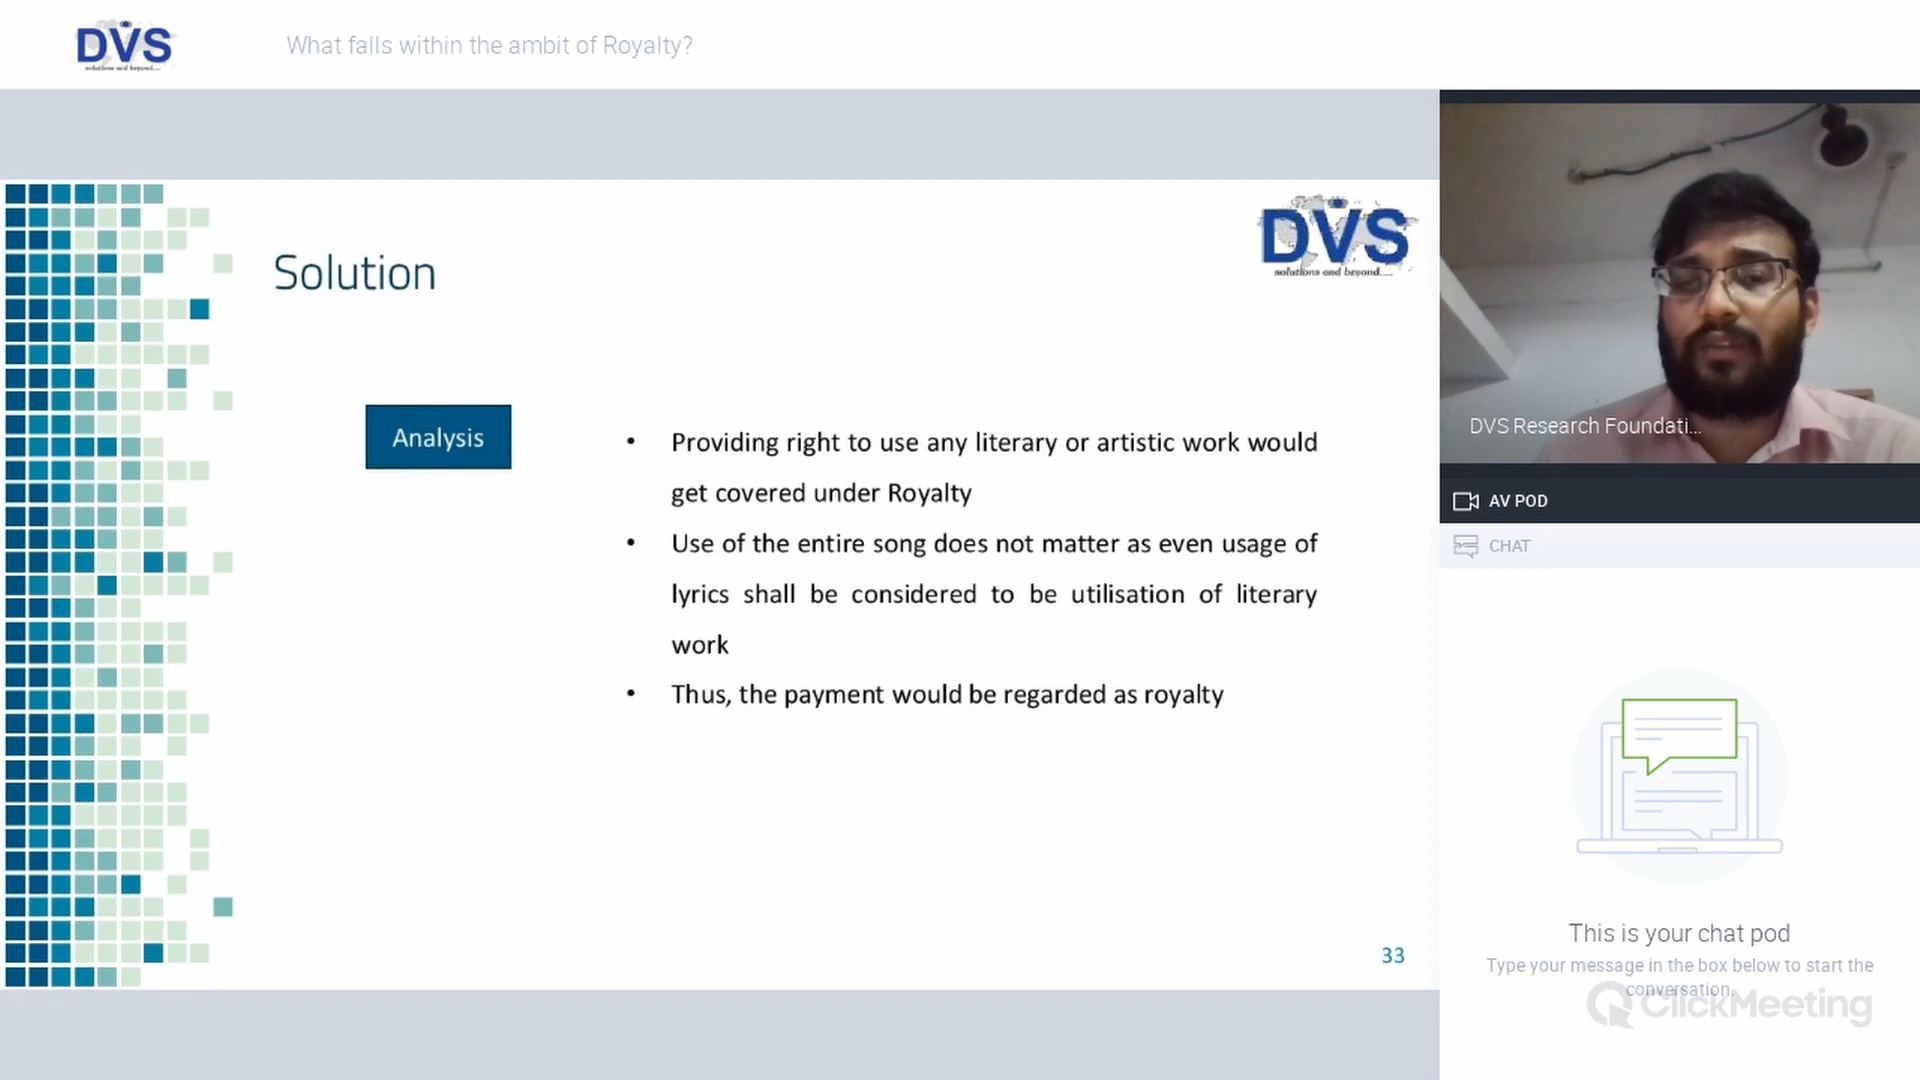 DVS
solutions and beyond....
What falls within the ambit of Royalty?
DVS
solutions and beyond....
Solution
Analysis
• Providing right to use any literary or artistic work would
get covered under Royalty
• Use of the entire song does not matter as even usage of
lyrics shall be considered to be utilisation of literary
work
• Thus, the payment would be regarded as royalty
33
DVS Research Foundati...
AV POD
CHAT
This is your chat pod
Type your message in the box below to start the
conversation.
ClickMeeting